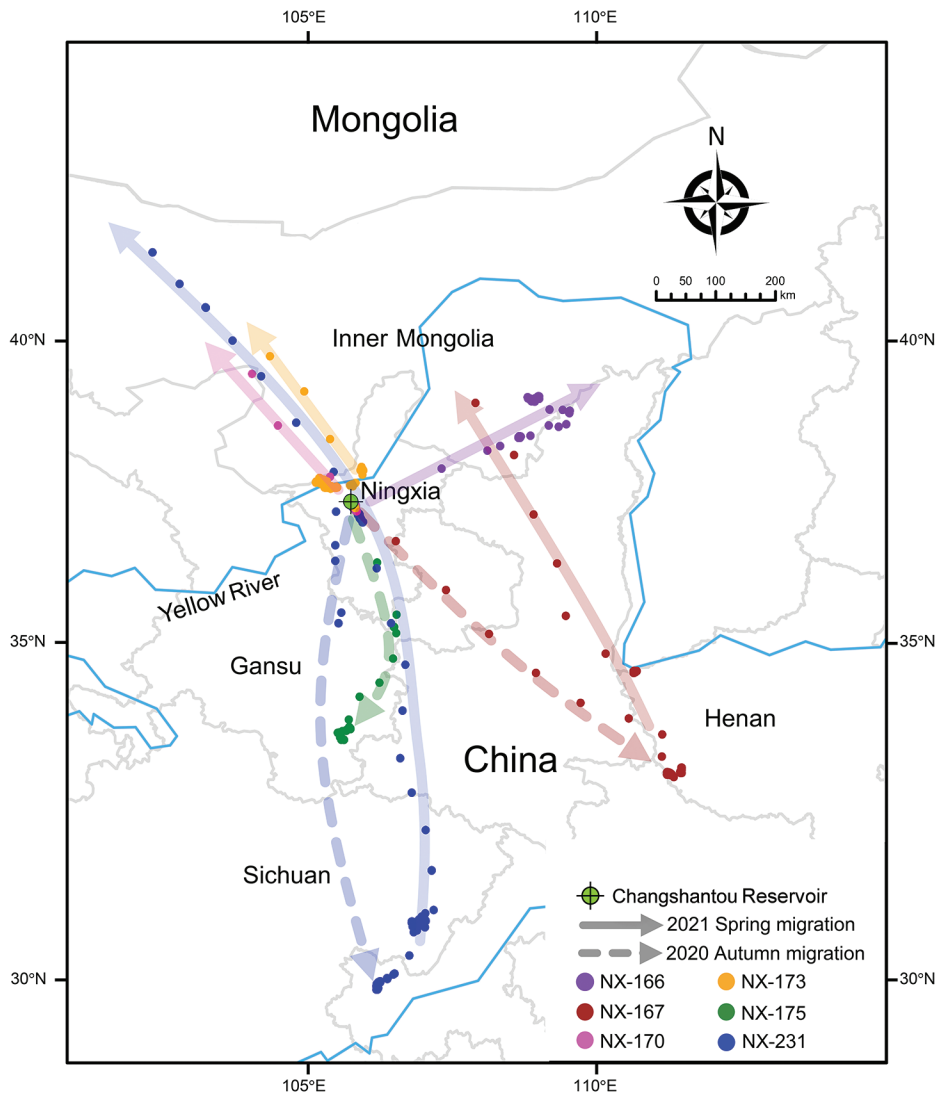 105°E 110°E
Mongolia
N
0 50 100 200
km
40°N 40°N
Inner Mongolia
Ningxia
Yellow River
35°N 35°N
Gansu
Henan
China
Sichuan
Changshantou Reservoir
2021 Spring migration
2020 Autumn migration
30°N 30°N
NX-166 NX-173
NX-167 NX-175
NX-170 NX-231
105°E 110°E